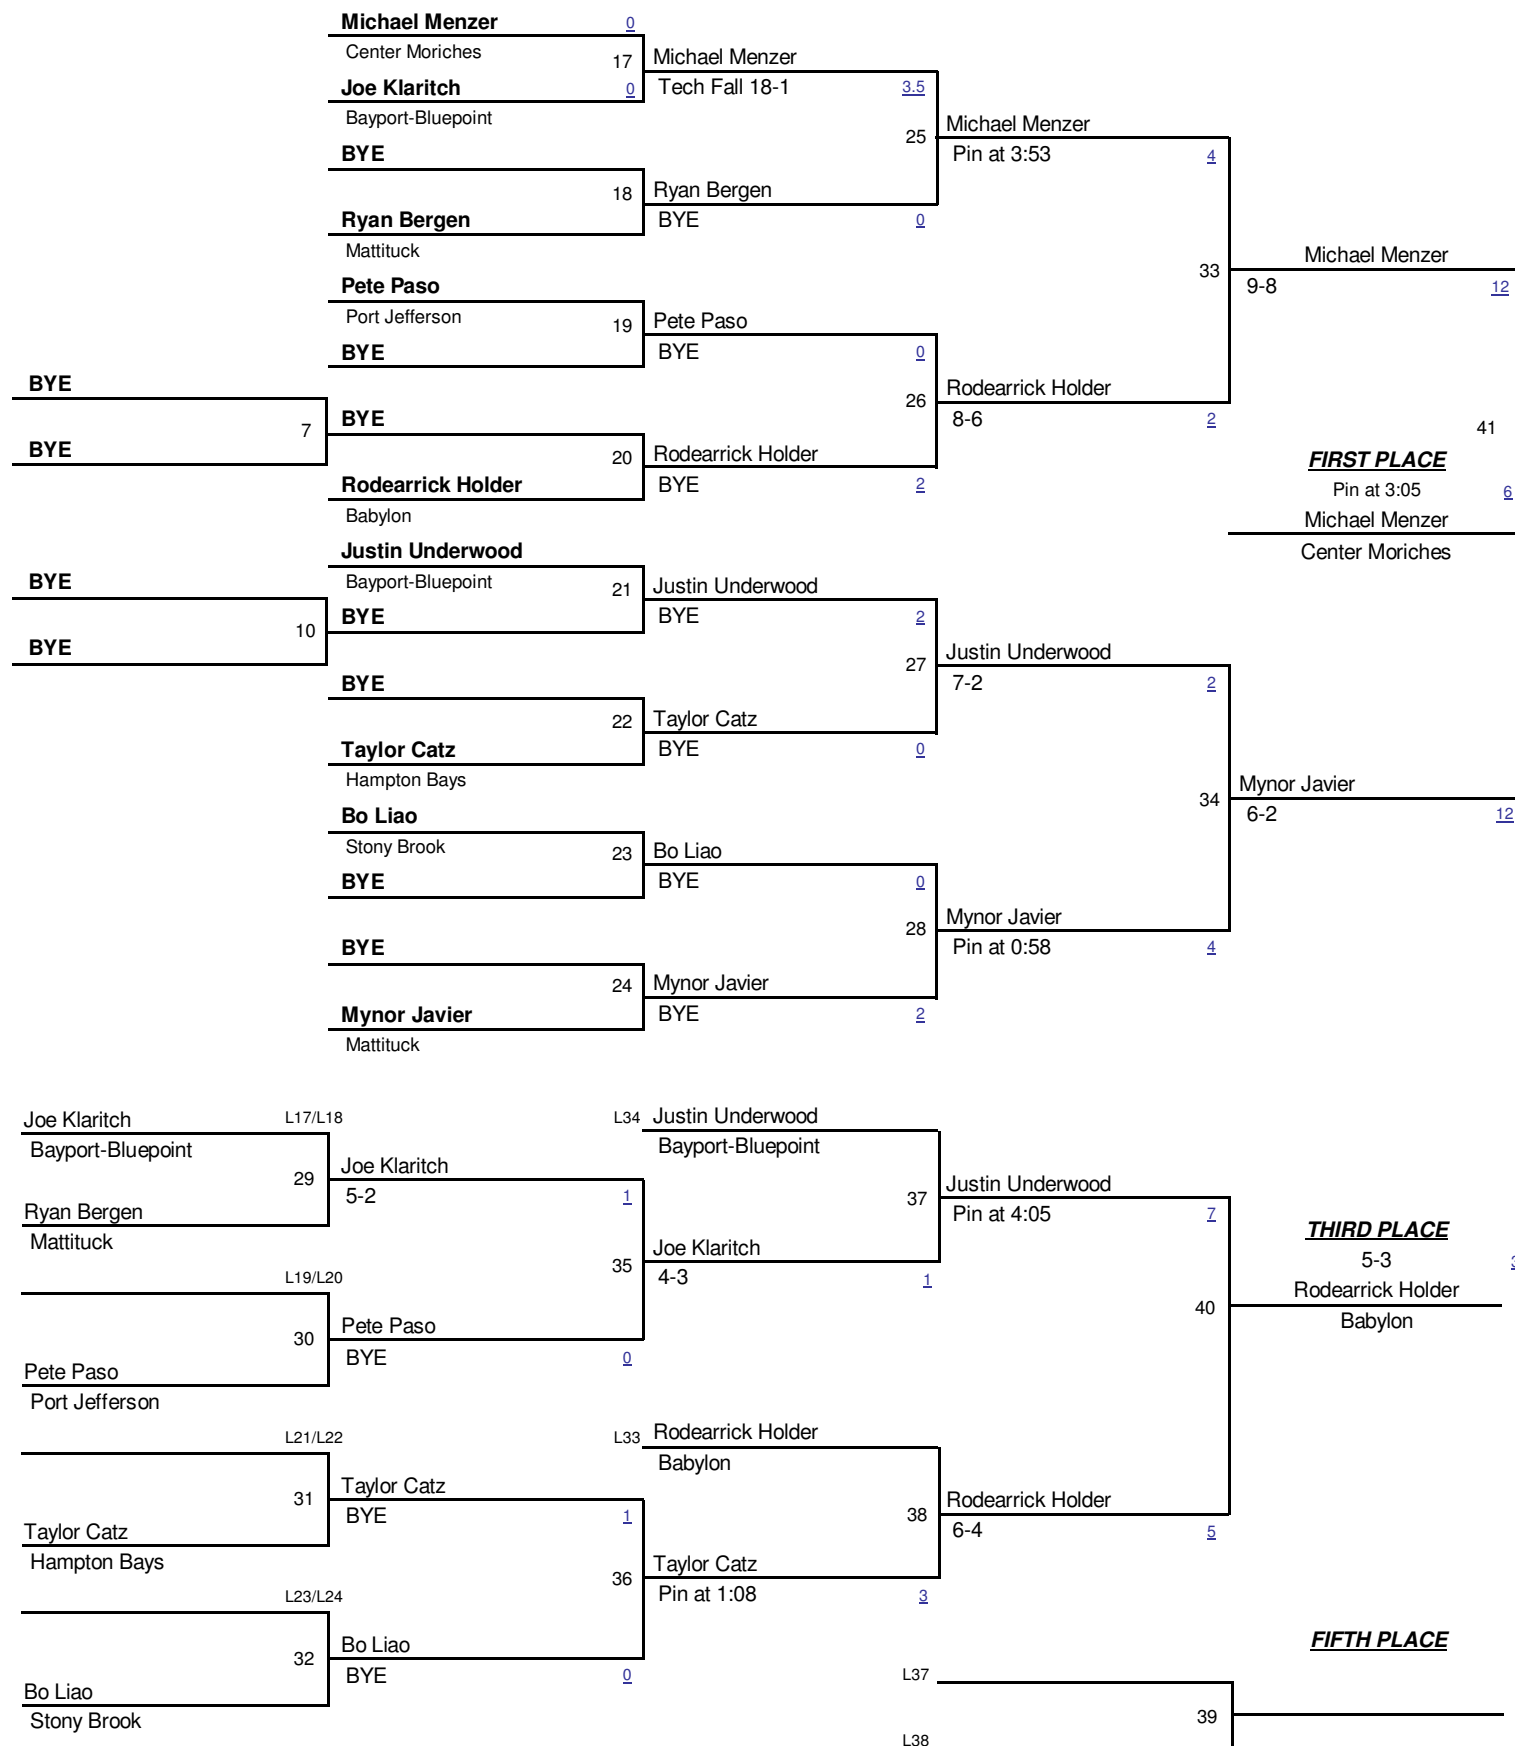 Michael Menzer 0
Center Moriches
17
Michael Menzer
Joe Klaritch 0
Tech Fall 18-1 3.5
Bayport-Bluepoint
Michael Menzer
25
BYE
Pin at 3:53 4
18
Ryan Bergen
Ryan Bergen
BYE 0
Mattituck
Michael Menzer
33
Pete Paso
9-8 12
Port Jefferson
19
Pete Paso
BYE
BYE 0
BYE
Rodearrick Holder
26
BYE
8-6 2
7
41
BYE
20
Rodearrick Holder
FIRST PLACE
Rodearrick Holder
BYE 2
Pin at 3:05 6
Babylon
Michael Menzer
Justin Underwood
Center Moriches
BYE
Bayport-Bluepoint
21
Justin Underwood
BYE
BYE 2
10
BYE
Justin Underwood
27
BYE
7-2 2
22
Taylor Catz
Taylor Catz
BYE 0
Hampton Bays
Mynor Javier
34
Bo Liao
6-2 12
Stony Brook
23
Bo Liao
BYE
BYE 0
Mynor Javier
28
BYE
Pin at 0:58 4
24
Mynor Javier
Mynor Javier
BYE 2
Mattituck
Joe Klaritch L17/L18
L34 Justin Underwood
Bayport-Bluepoint
Bayport-Bluepoint
29
Joe Klaritch
Justin Underwood
5-2 1
37
Ryan Bergen
Pin at 4:05 7
Mattituck
THIRD PLACE
35
Joe Klaritch
5-3
L19/L20
4-3 1
Rodearrick Holder
40
Babylon
30
Pete Paso
BYE 0
Pete Paso
Port Jefferson
L21/L22
L33 Rodearrick Holder
Babylon
31
Taylor Catz
Rodearrick Holder
BYE 1
38
6-4 5
Taylor Catz
Hampton Bays
36
Taylor Catz
L23/L24
Pin at 1:08 3
FIFTH PLACE
32
Bo Liao
BYE 0
L37
Bo Liao
Stony Brook
39
L38